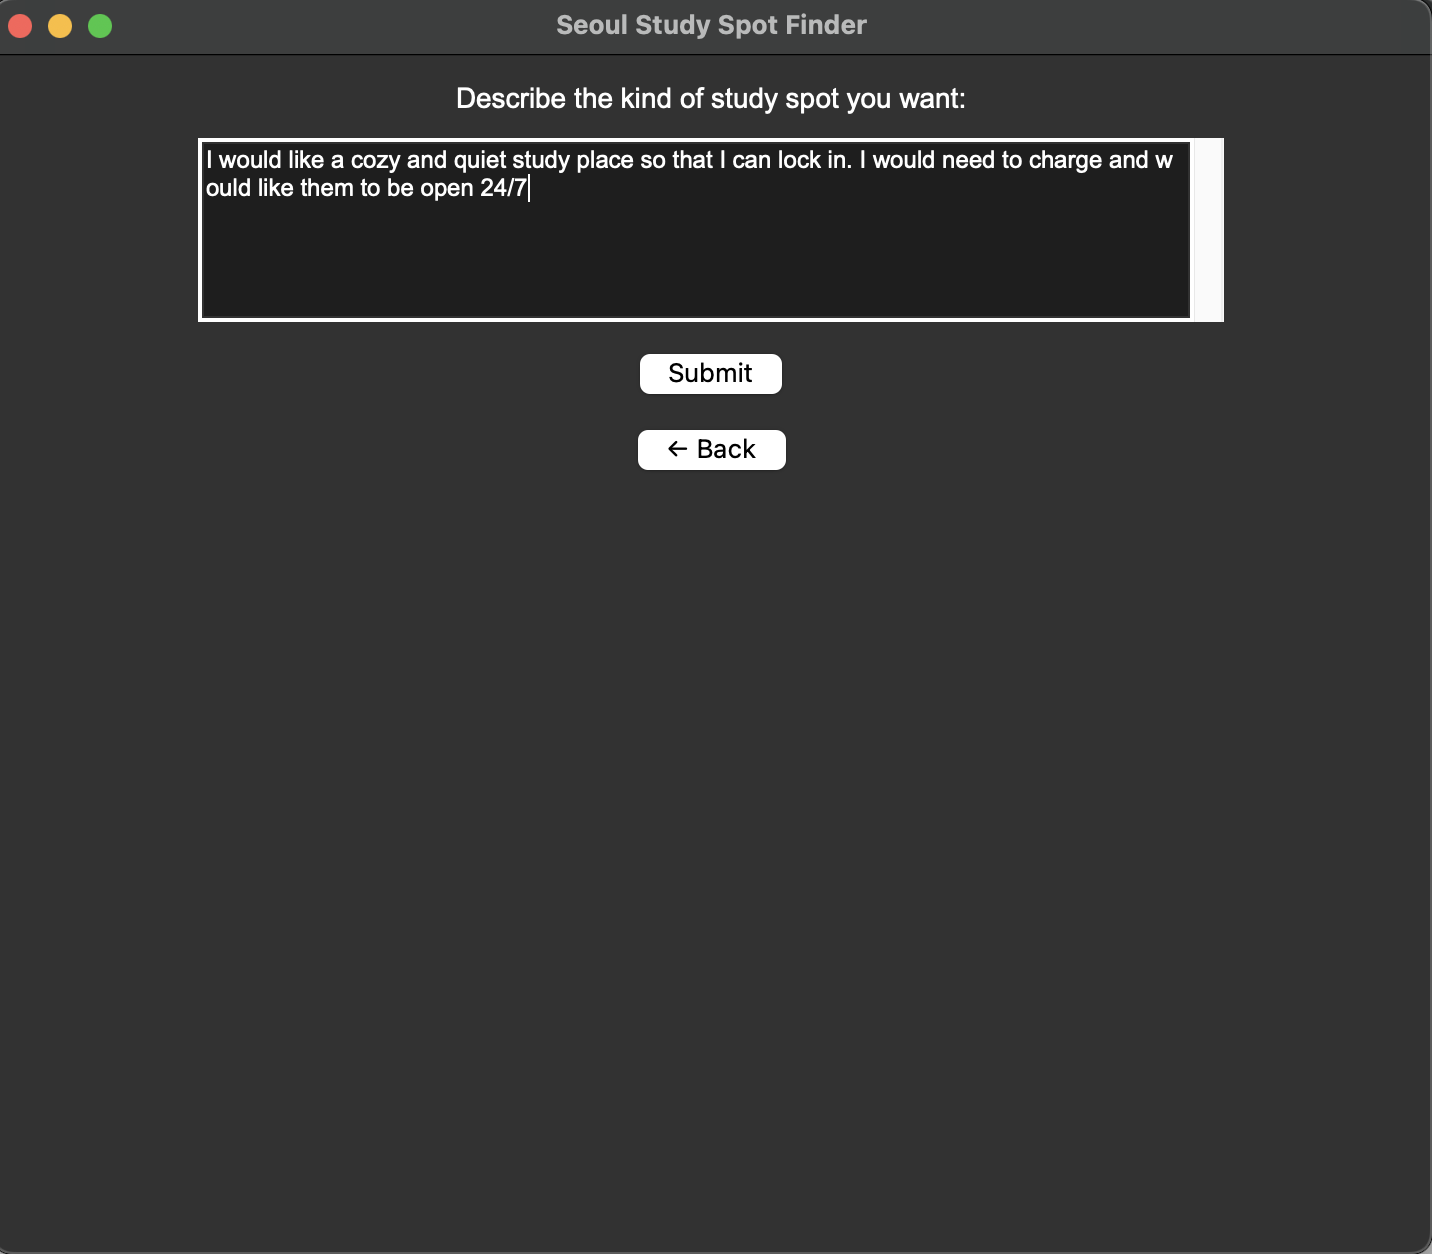 Seoul Study Spot Finder
Describe the kind of study spot you want:
I would like a cozy and quiet study place so that I can lock in. I would need to charge and w
ould like them to be open 24/7
Submit
← Back